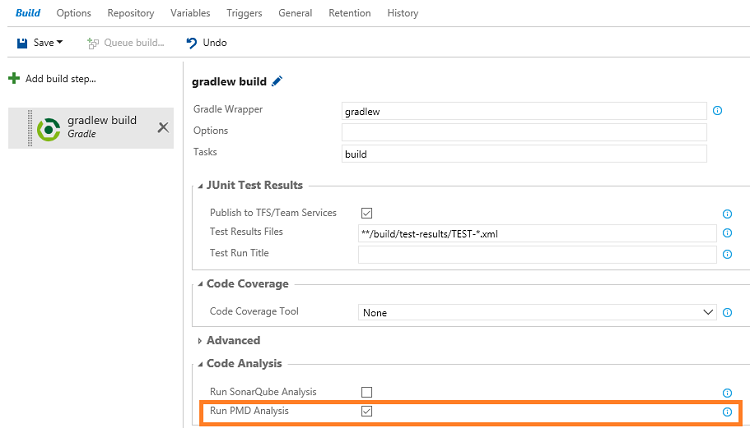 Build Options Repository Variables Triggers General Retention History
Save Queue build... Undo
Add build step...
gradlew build
Gradle
gradlew build
Gradle Wrapper gradlew
Options
Tasks build
JUnit Test Results
Publish to TFS/Team Services
Test Results Files **/build/test-results/TEST-*.xml
Test Run Title
Code Coverage
Code Coverage Tool None
Advanced
Code Analysis
Run SonarQube Analysis
Run PMD Analysis